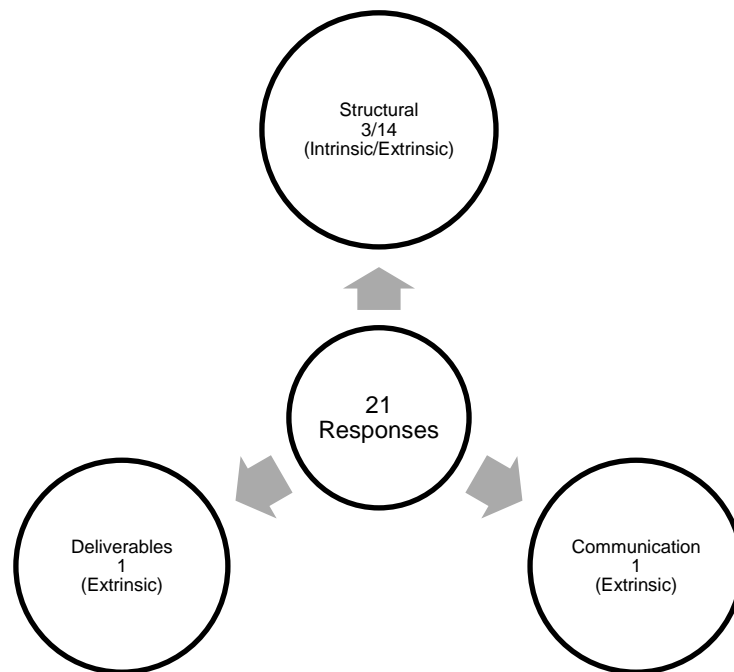 Structural
3/14
(Intrinsic/Extrinsic)
21
Responses
Deliverables
1
(Extrinsic)
Communication
1
(Extrinsic)